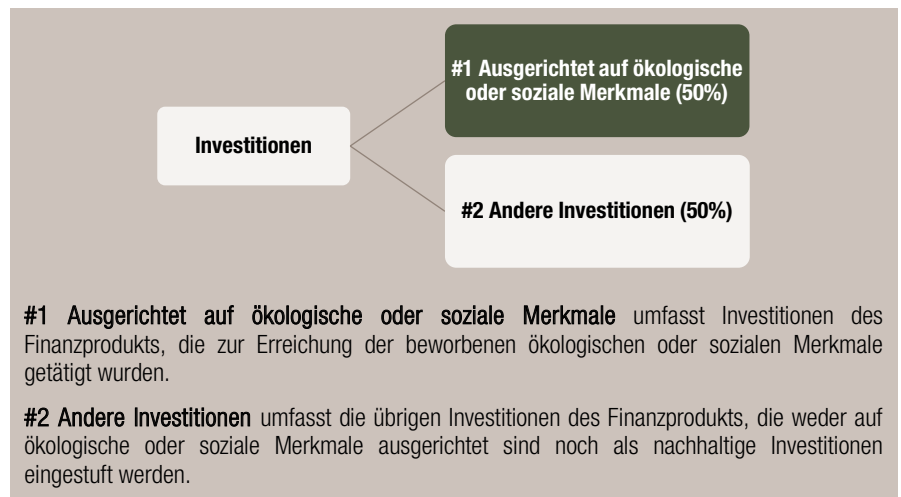 #1 Ausgerichtet auf ökologische
oder soziale Merkmale (50%)
Investitionen
#2 Andere Investitionen (50%)
#1 Ausgerichtet auf ökologische oder soziale Merkmale umfasst Investitionen des
Finanzprodukts, die zur Erreichung der beworbenen ökologischen oder sozialen Merkmale
getätigt wurden.
#2 Andere Investitionen umfasst die übrigen Investitionen des Finanzprodukts, die weder auf
ökologische oder soziale Merkmale ausgerichtet sind noch als nachhaltige Investitionen
eingestuft werden.